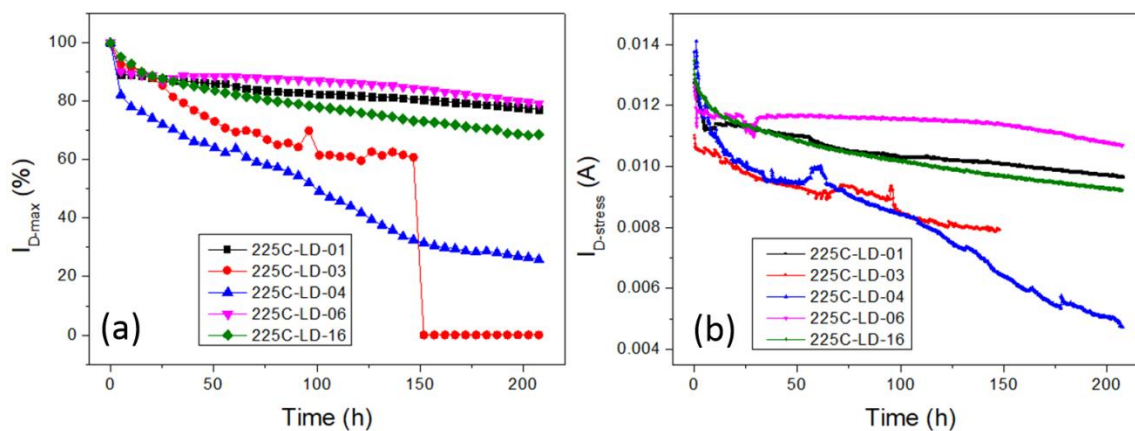 100
80
60
40
20
0
I_D-max (%)
(a)
225C-LD-01
225C-LD-03
225C-LD-04
225C-LD-06
225C-LD-16
0 50 100 150 200
Time (h)
0.014
0.012
0.010
0.008
0.006
0.004
I_D-stress (A)
(b)
225C-LD-01
225C-LD-03
225C-LD-04
225C-LD-06
225C-LD-16
0 50 100 150 200
Time (h)